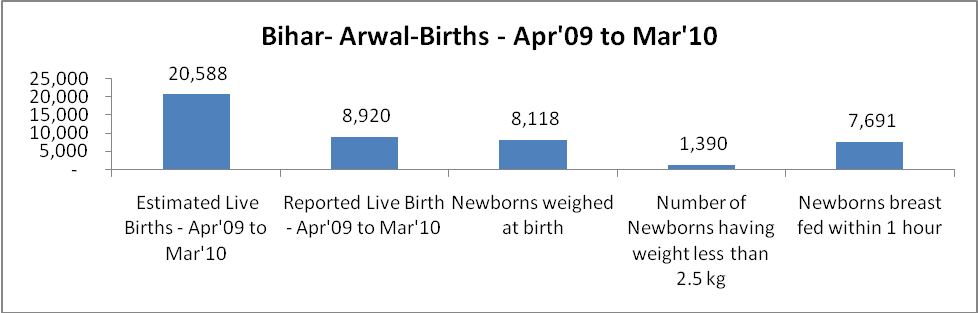 Bihar- Arwal-Births - Apr'09 to Mar'10
25,000
20,000
15,000
10,000
5,000
-
20,588
8,920
8,118
1,390
7,691
Estimated Live
Births - Apr'09 to
Mar'10
Reported Live Birth
- Apr'09 to Mar'10
Newborns weighed
at birth
Number of
Newborns having
weight less than
2.5 kg
Newborns breast
fed within 1 hour